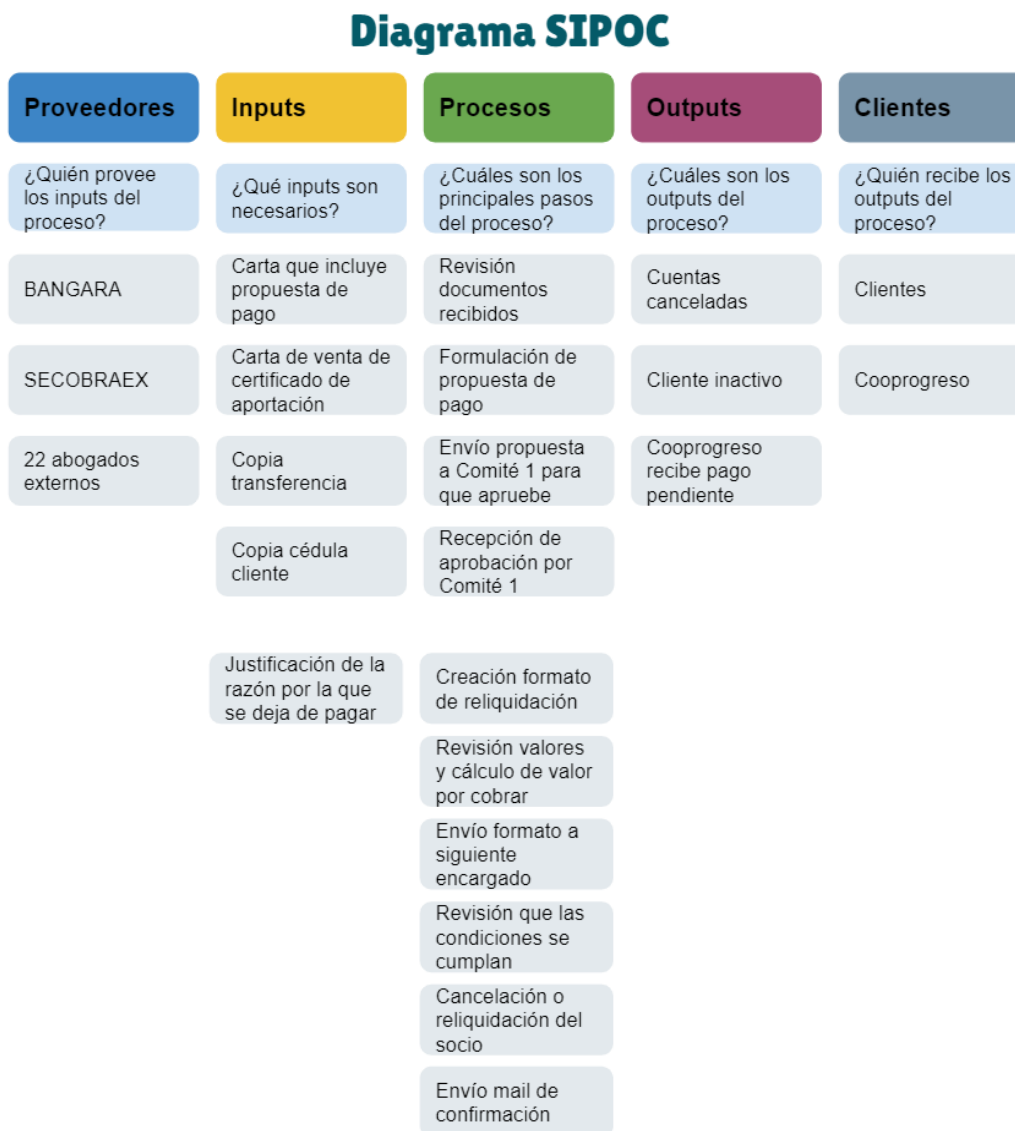 Diagrama SIPOC
Proveedores
¿Quién provee
los inputs del
proceso?
BANGARA
SECOBRAEX
22 abogados
externos
Inputs
¿Qué inputs son
necesarios?
Carta que incluye
propuesta de
pago
Carta de venta de
certificado de
aportación
Copia
transferencia
Copia cédula
cliente
Justificación de la
razón por la que
se deja de pagar
Procesos
¿Cuáles son los
principales pasos
del proceso?
Revisión
documentos
recibidos
Formulación de
propuesta de
pago
Envío propuesta
a Comité 1 para
que apruebe
Recepción de
aprobación por
Comité 1
Creación formato
de reliquidación
Revisión valores
y cálculo de valor
por cobrar
Envío formato a
siguiente
encargado
Revisión que las
condiciones se
cumplan
Cancelación o
reliquidación del
socio
Envío mail de
confirmación
Outputs
¿Cuáles son los
outputs del
proceso?
Cuentas
canceladas
Cliente inactivo
Cooprogreso
recibe pago
pendiente
Clientes
¿Quién recibe los
outputs del
proceso?
Clientes
Cooprogreso